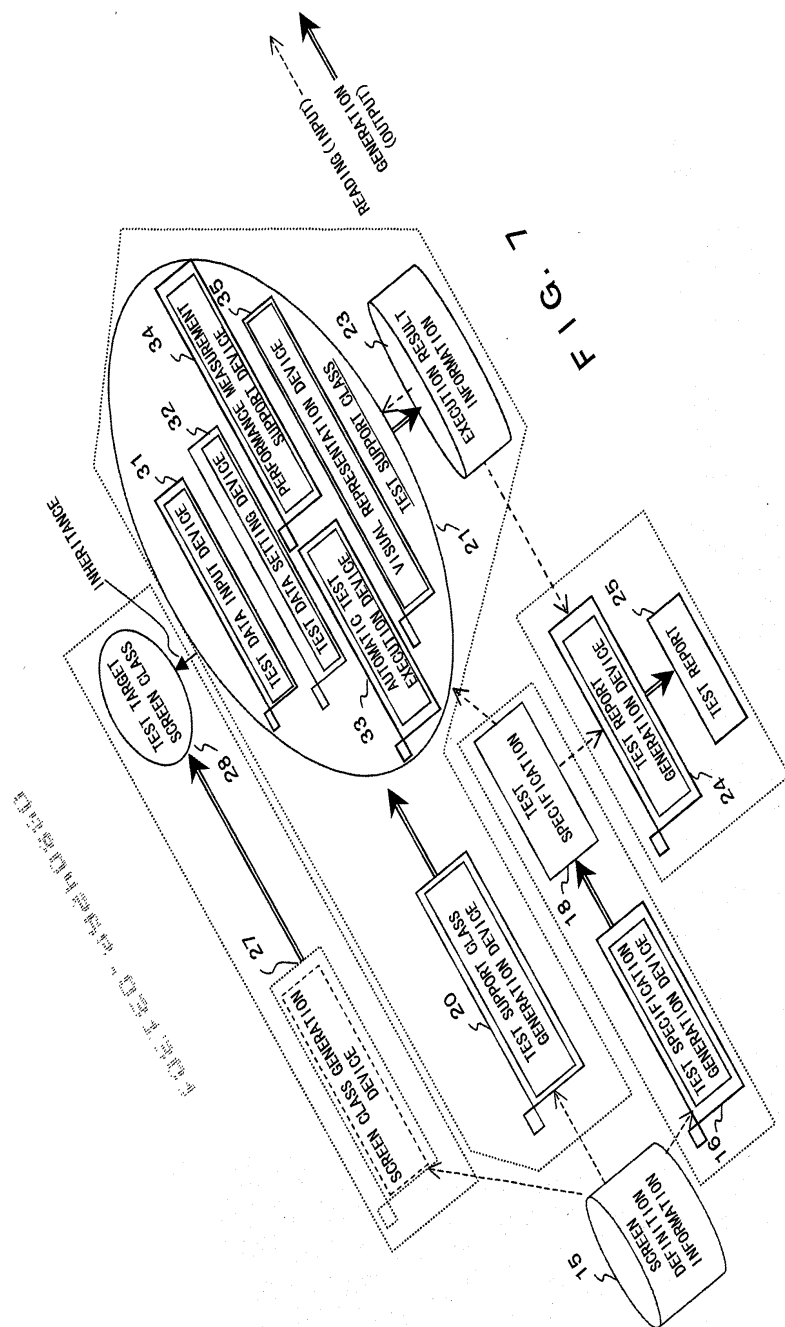 READING(INPUT)
GENERATION
(OUTPUT)
FIG. 7
INHERITANCE
TEST TARGET
SCREEN CLASS
28
27
SCREEN CLASS GENERATION
DEVICE
31
TEST DATA INPUT DEVICE
32
TEST DATA SETTING DEVICE
33
AUTOMATIC TEST
EXECUTION DEVICE
34
PERFORMANCE MEASUREMENT
SUPPORT DEVICE
35
VISUAL REPRESENTATION DEVICE
TEST SUPPORT CLASS
21
23
EXECUTION RESULT
INFORMATION
20
TEST SUPPORT CLASS
GENERATION DEVICE
TEST
SPECIFICATION
18
TEST SPECIFICATION
GENERATION DEVICE
16
TEST REPORT
GENERATION DEVICE
24
25
TEST REPORT
SCREEN
DEFINITION
INFORMATION
15